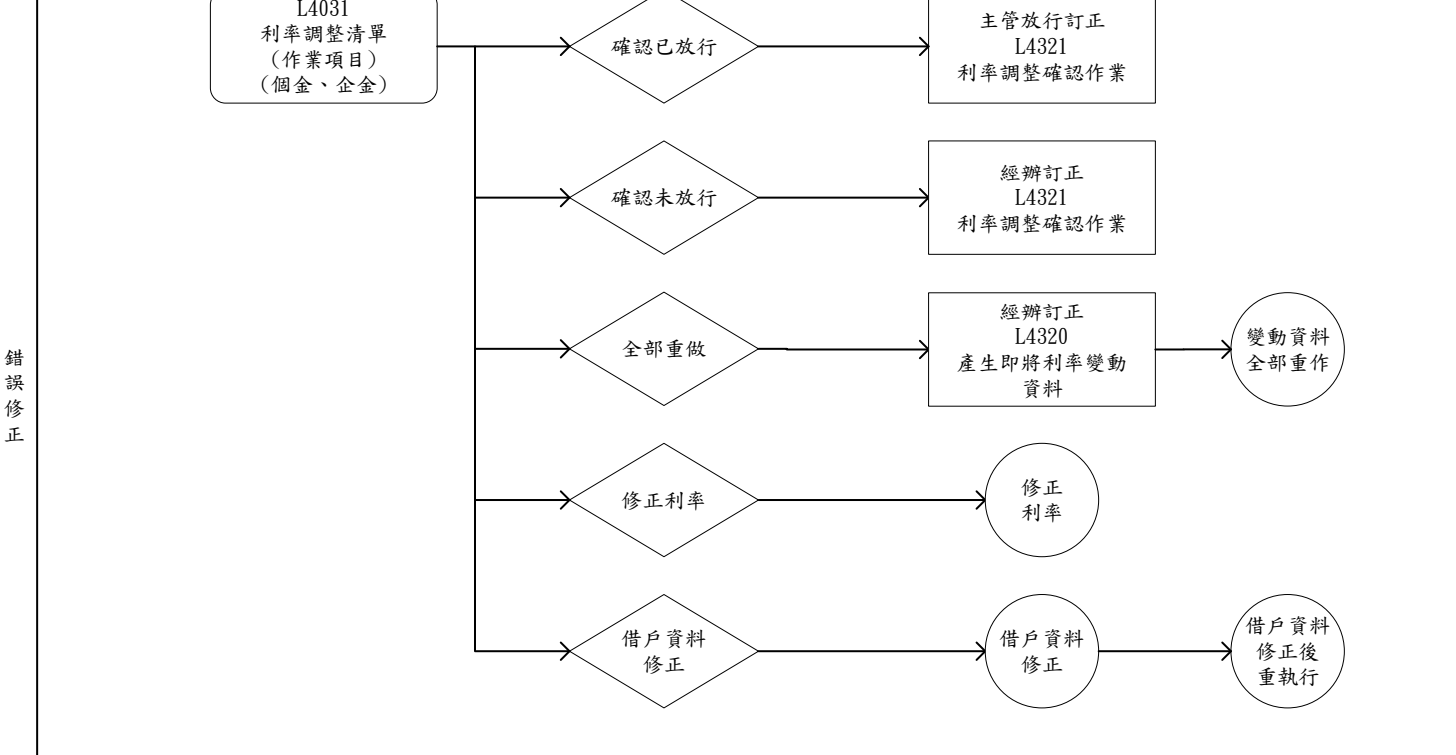 L4031
利率調整清單
(作業項目)
(個金、企金)
確認已放行
主管放行訂正
L4321
利率調整確認作業
確認未放行
經辦訂正
L4321
利率調整確認作業
全部重做
經辦訂正
L4320
產生即將利率變動
資料
變動資料
全部重作
錯
誤
修
正
修正利率
修正
利率
借戶資料
修正
借戶資料
修正
借戶資料
修正後
重執行